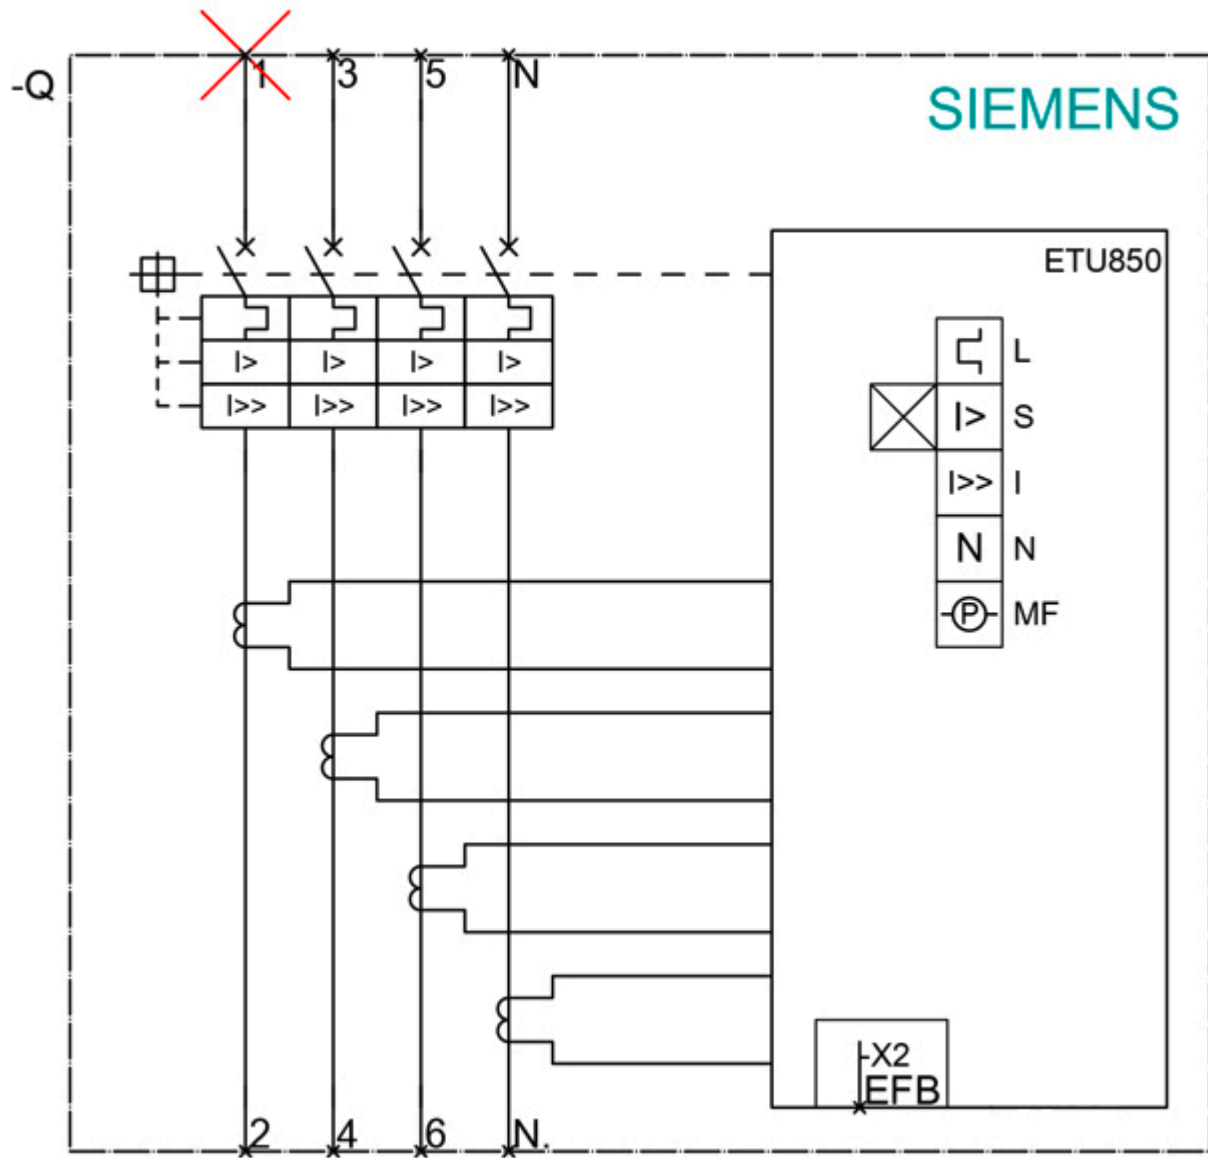 -Q
1 3 5 N
SIEMENS
ETU850
L
I> I> I> I> I> S
I>> I>> I>> I>> I>> I
N N
P MF
-X2
EFB
2 4 6 N.